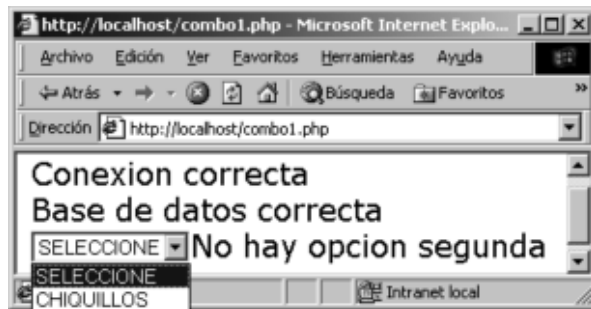 http://localhost/combo1.php - Microsoft Internet Explo...
Archivo Edición Ver Favoritos Herramientas Ayuda
Atrás Búsqueda Favoritos »
Dirección http://localhost/combo1.php
Conexion correcta
Base de datos correcta
SELECCIONE No hay opcion segunda
SELECCIONE
CHIQUILLOS
Intranet local